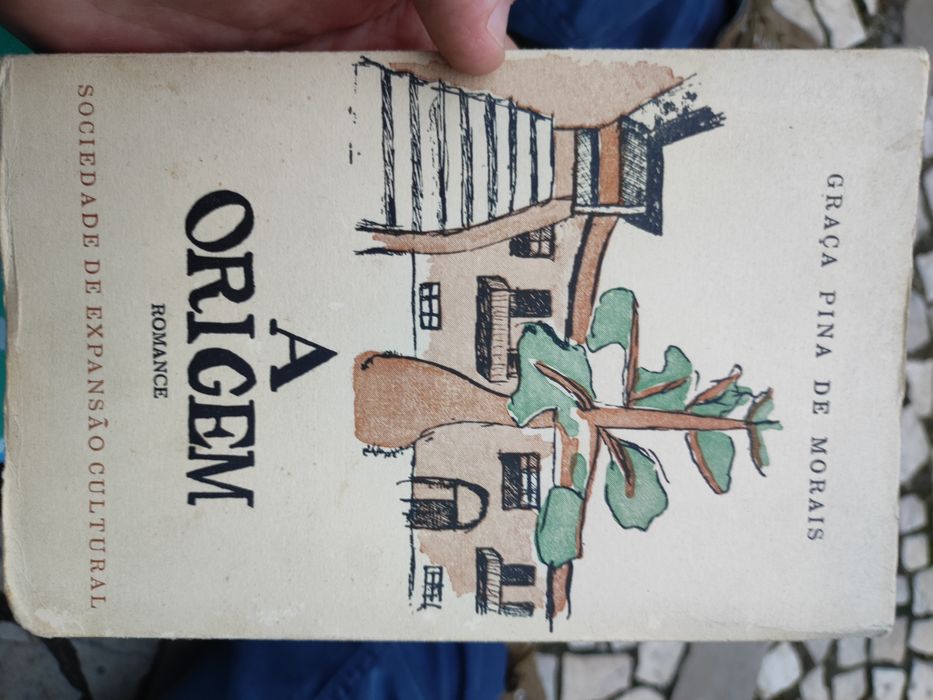 GRAÇA PINA DE MORAIS
A
ORIGEM
ROMANCE
SOCIEDADE DE EXPANSÃO CULTURAL